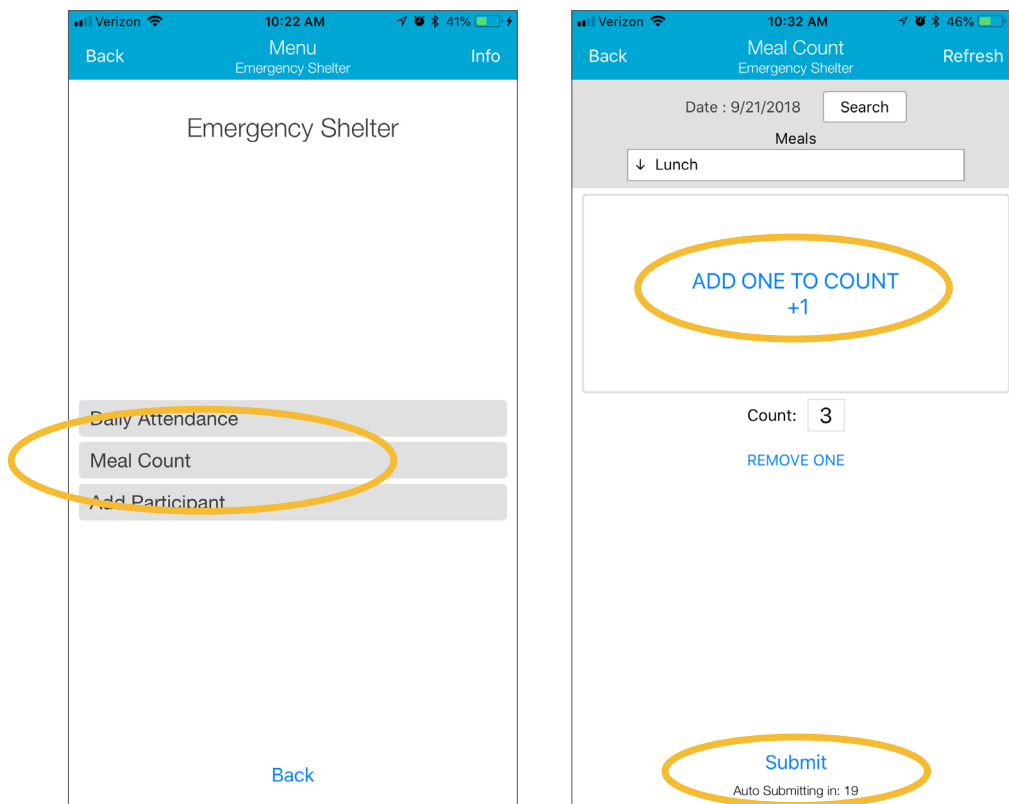 Verizon 10:22 AM 41%
Back Menu Info
Emergency Shelter
Emergency Shelter
Daily Attendance
Meal Count
Add Participant
Back
Verizon 10:32 AM 46%
Back Meal Count Refresh
Emergency Shelter
Date : 9/21/2018 Search
Meals
↓ Lunch
ADD ONE TO COUNT
+1
Count: 3
REMOVE ONE
Submit
Auto Submitting in: 19